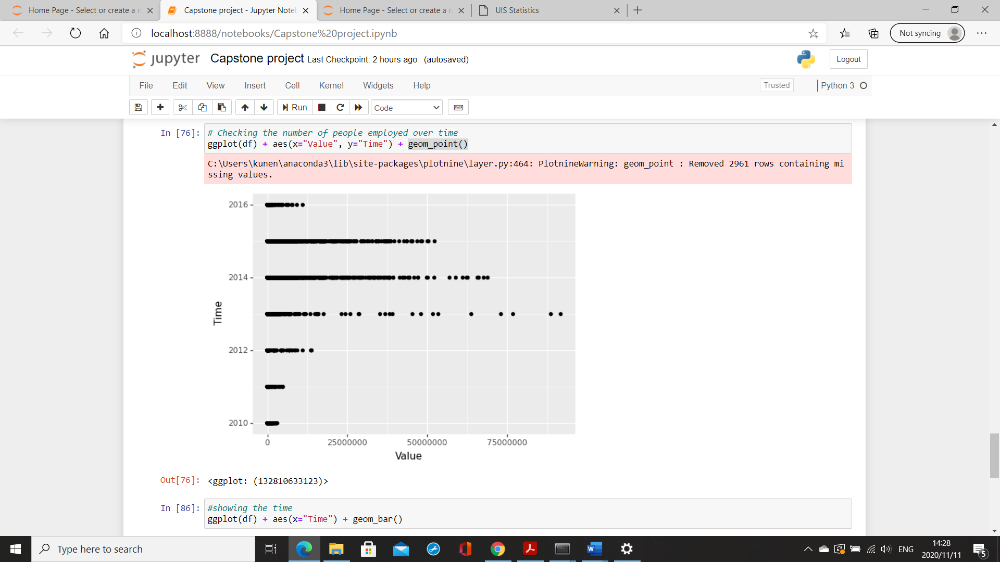 Home Page - Select or create a n
Capstone project - Jupyter Note
Home Page - Select or create a n
UIS Statistics
localhost:8888/notebooks/Capstone%20project.ipynb
Not syncing
jupyter Capstone project Last Checkpoint: 2 hours ago (autosaved)
Logout
File Edit View Insert Cell Kernel Widgets Help
Trusted
Python 3
Run
Code
In [76]: # Checking the number of people employed over time
ggplot(df) + aes(x="Value", y="Time") + geom_point()
C:\Users\kunen\anaconda3\lib\site-packages\plotnine\layer.py:464: PlotnineWarning: geom_point : Removed 2961 rows containing mi
ssing values.
2016
2014
2012
2010
Time
0 25000000 50000000 75000000
Value
Out[76]: <ggplot: (132810633123)>
In [86]: #showing the time
ggplot(df) + aes(x="Time") + geom_bar()
Type here to search
ENG
14:28
2020/11/11
5